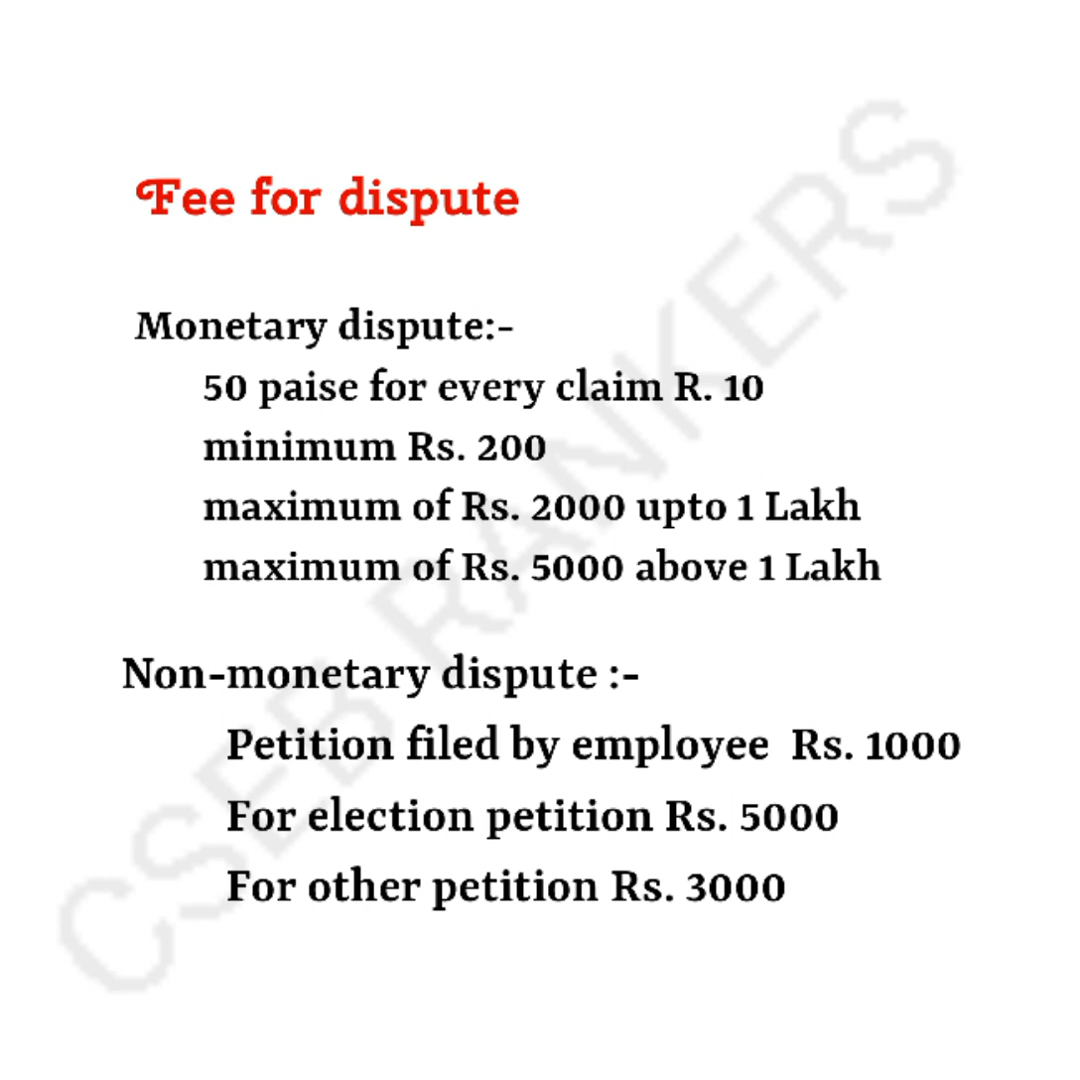 Fee for dispute
Monetary dispute:-
50 paise for every claim R. 10
minimum Rs. 200
maximum of Rs. 2000 upto 1 Lakh
maximum of Rs. 5000 above 1 Lakh
Non-monetary dispute :-
Petition filed by employee Rs. 1000
For election petition Rs. 5000
For other petition Rs. 3000
CSEB RANKERS